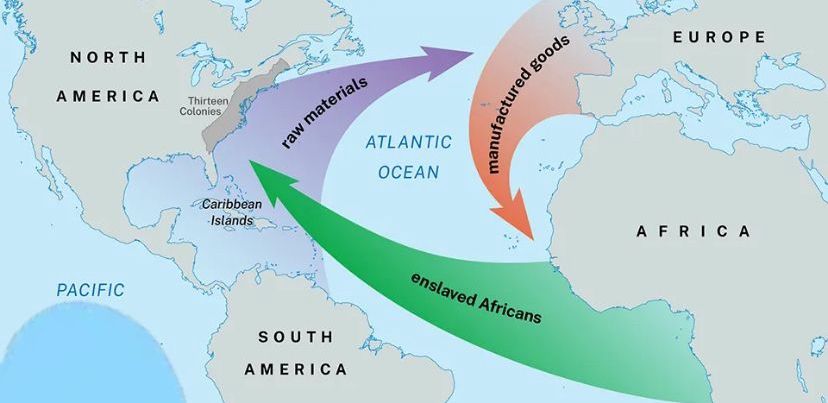 NORTH
AMERICA
Thirteen
Colonies
raw materials
manufactured goods
EUROPE
ATLANTIC
OCEAN
Caribbean
Islands
AFRICA
PACIFIC
enslaved Africans
SOUTH
AMERICA